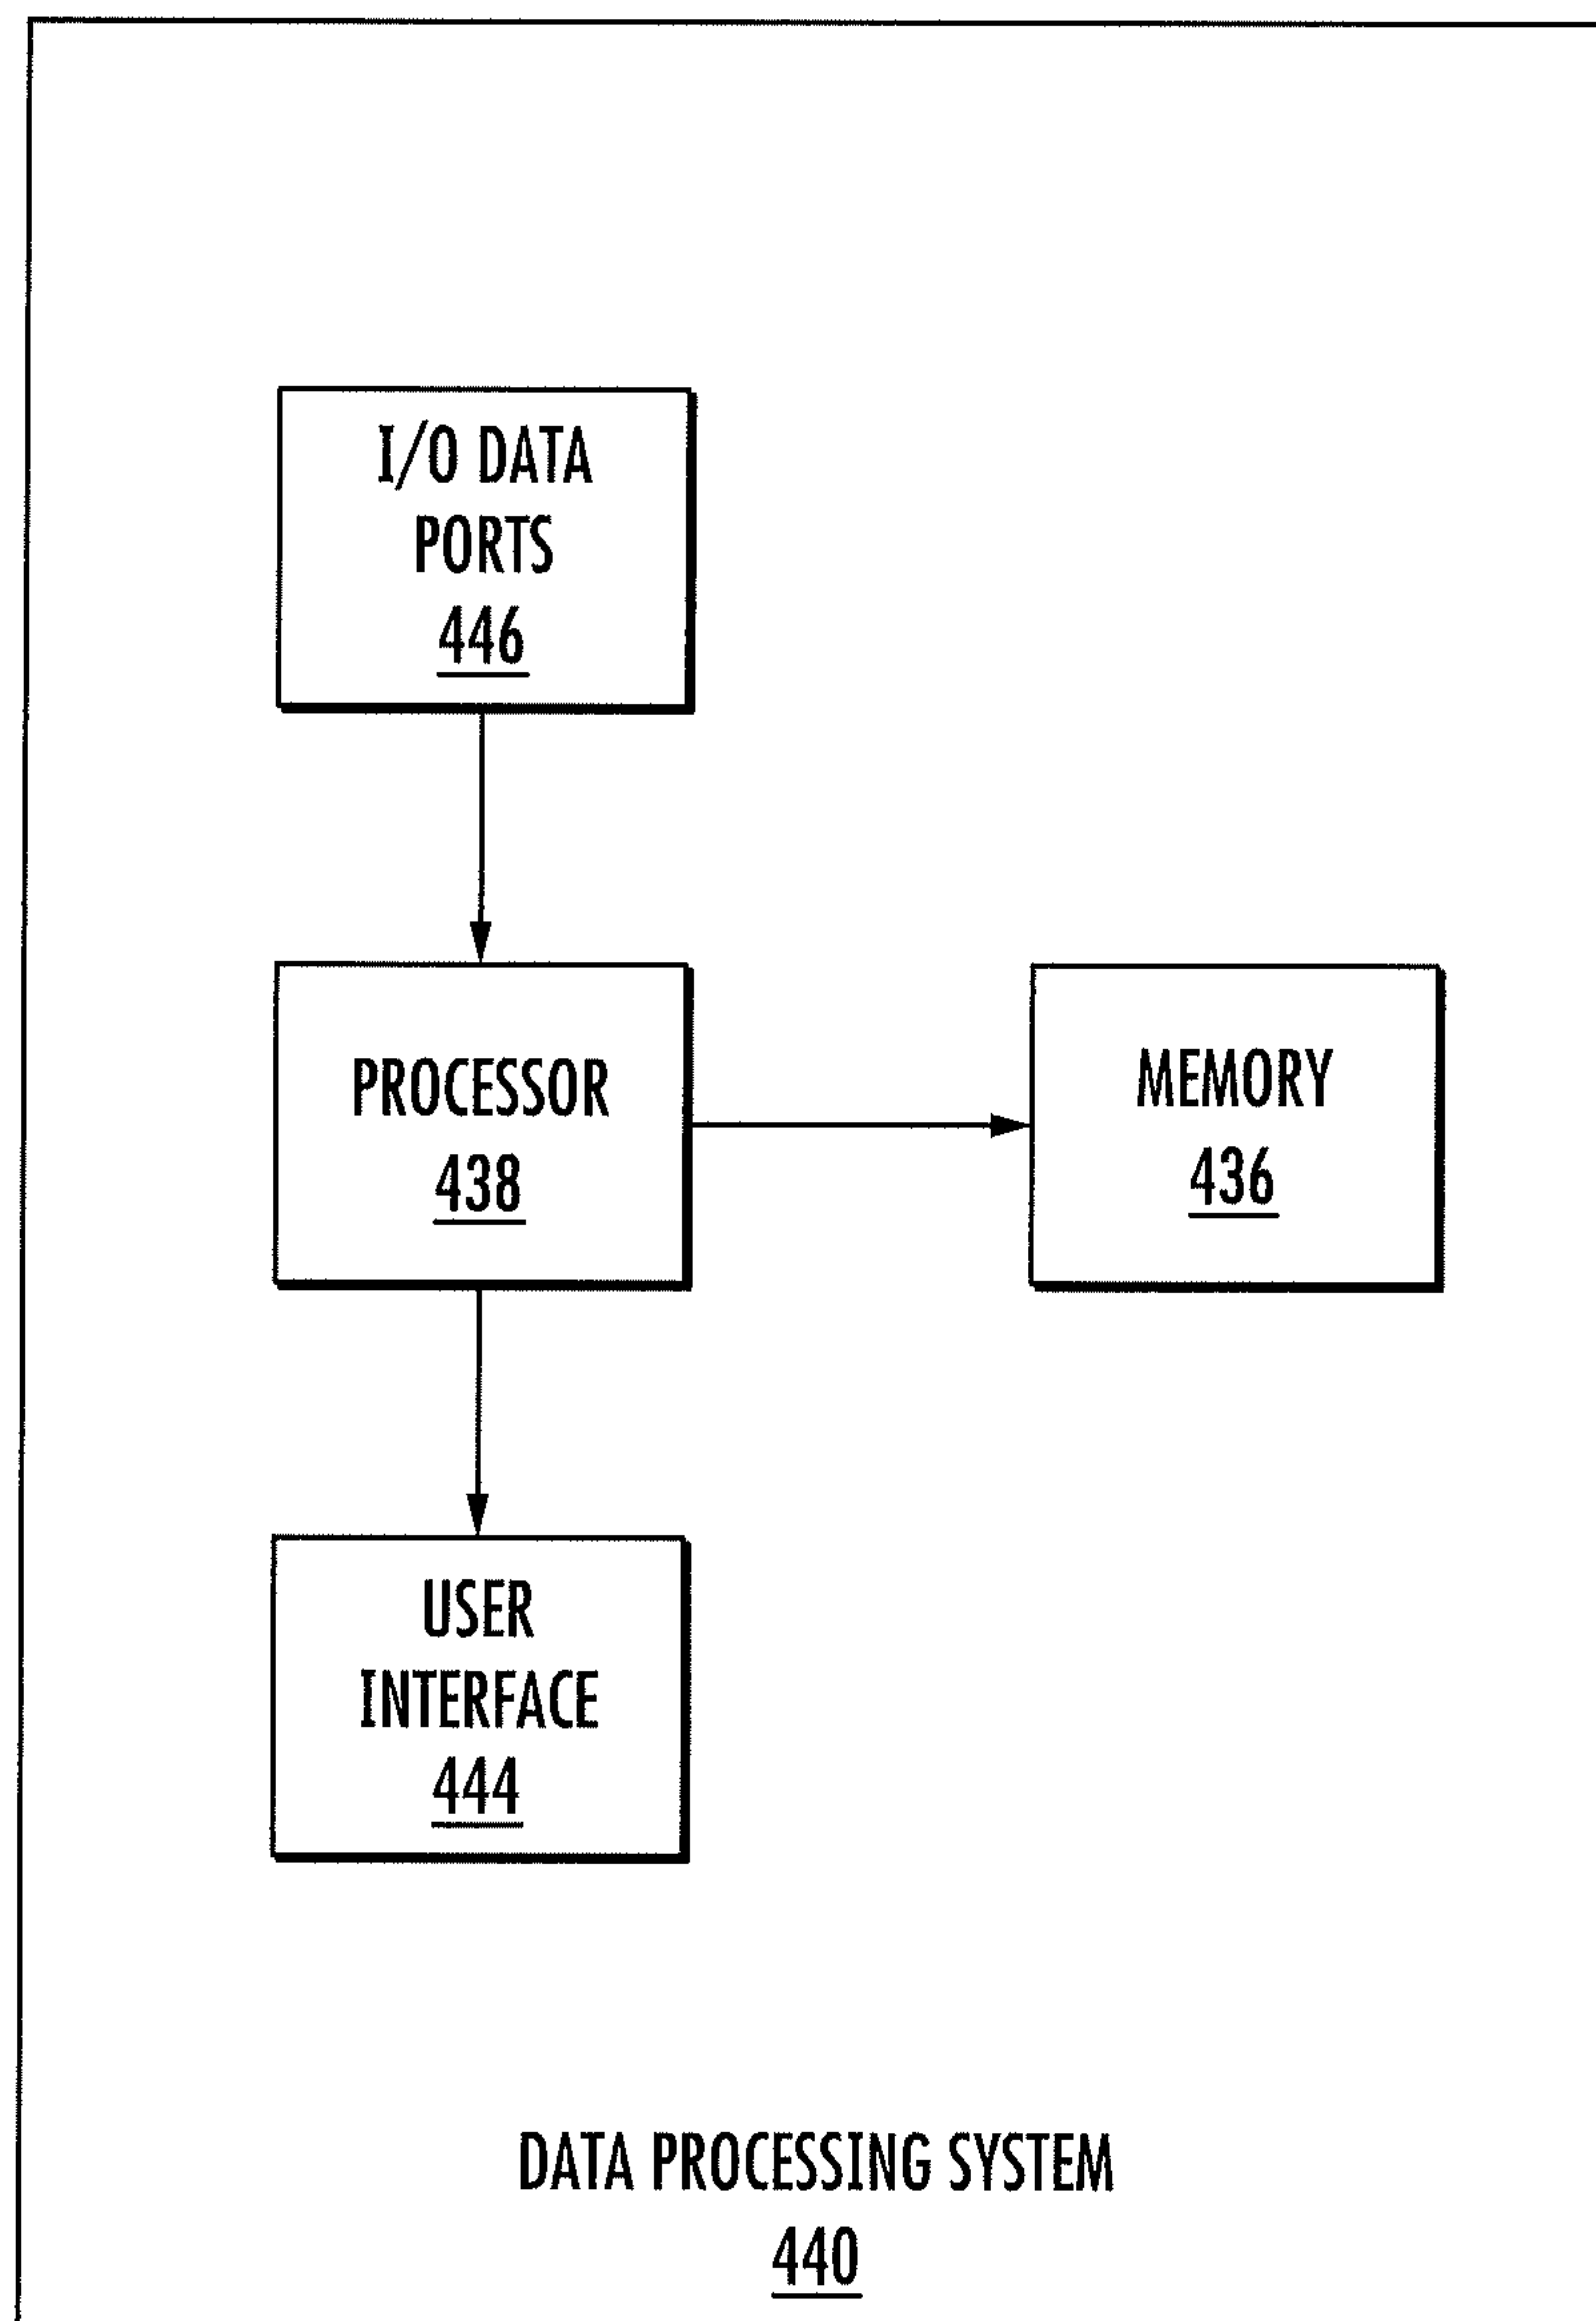 I/O DATA
PORTS
446
PROCESSOR
438
MEMORY
436
USER
INTERFACE
444
DATA PROCESSING SYSTEM
440